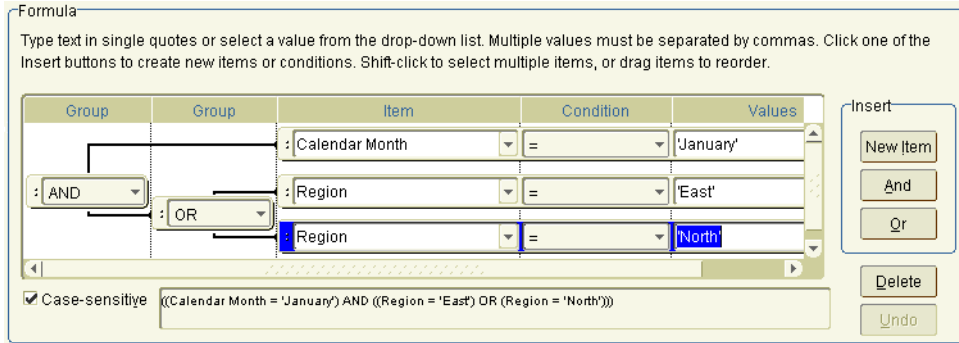 Formula
Type text in single quotes or select a value from the drop-down list. Multiple values must be separated by commas. Click one of the
Insert buttons to create new items or conditions. Shift-click to select multiple items, or drag items to reorder.
Group Group Item Condition Values
Insert
Calendar Month = 'January'
New Item
AND
Region = 'East'
And
OR
Region = 'North'
Or
Delete
Case-sensitive ((Calendar Month = 'January') AND ((Region = 'East') OR (Region = 'North')))
Undo